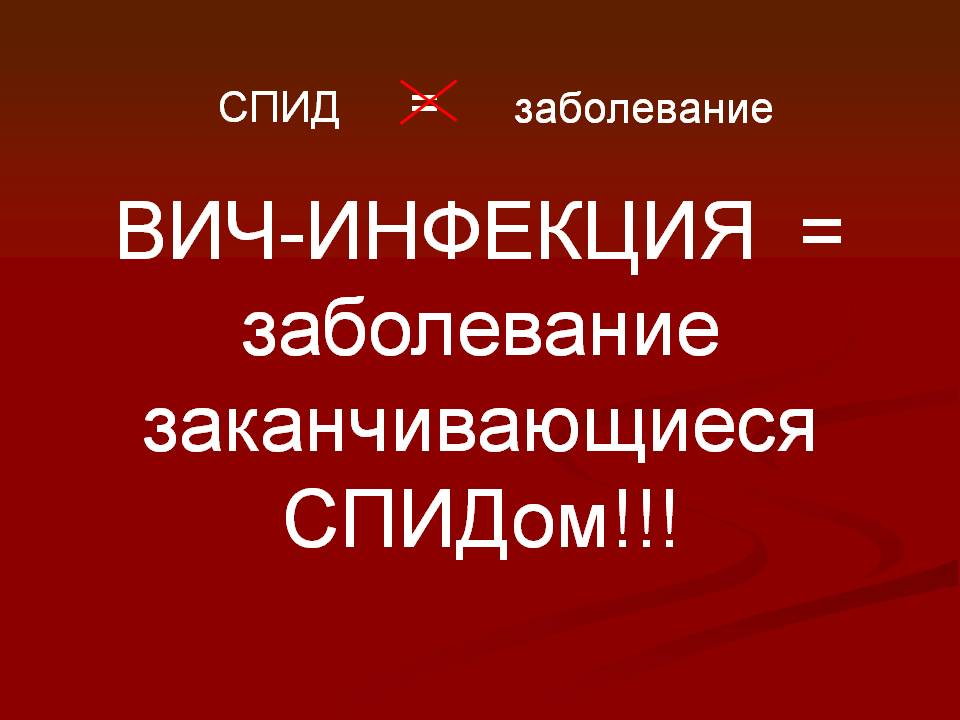 СПИД = заболевание
ВИЧ-ИНФЕКЦИЯ =
заболевание
заканчивающиеся
СПИДом!!!